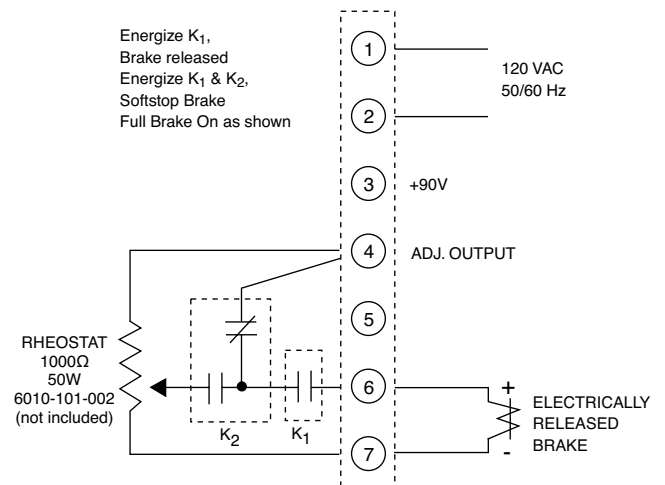 Energize K1,
Brake released
Energize K1 & K2,
Softstop Brake
Full Brake On as shown
1
120 VAC
50/60 Hz
2
3
+90V
4
ADJ. OUTPUT
5
RHEOSTAT
1000Ω
50W
6010-101-002
(not included)
K2
K1
6
7
+
ELECTRICALLY
RELEASED
BRAKE
-